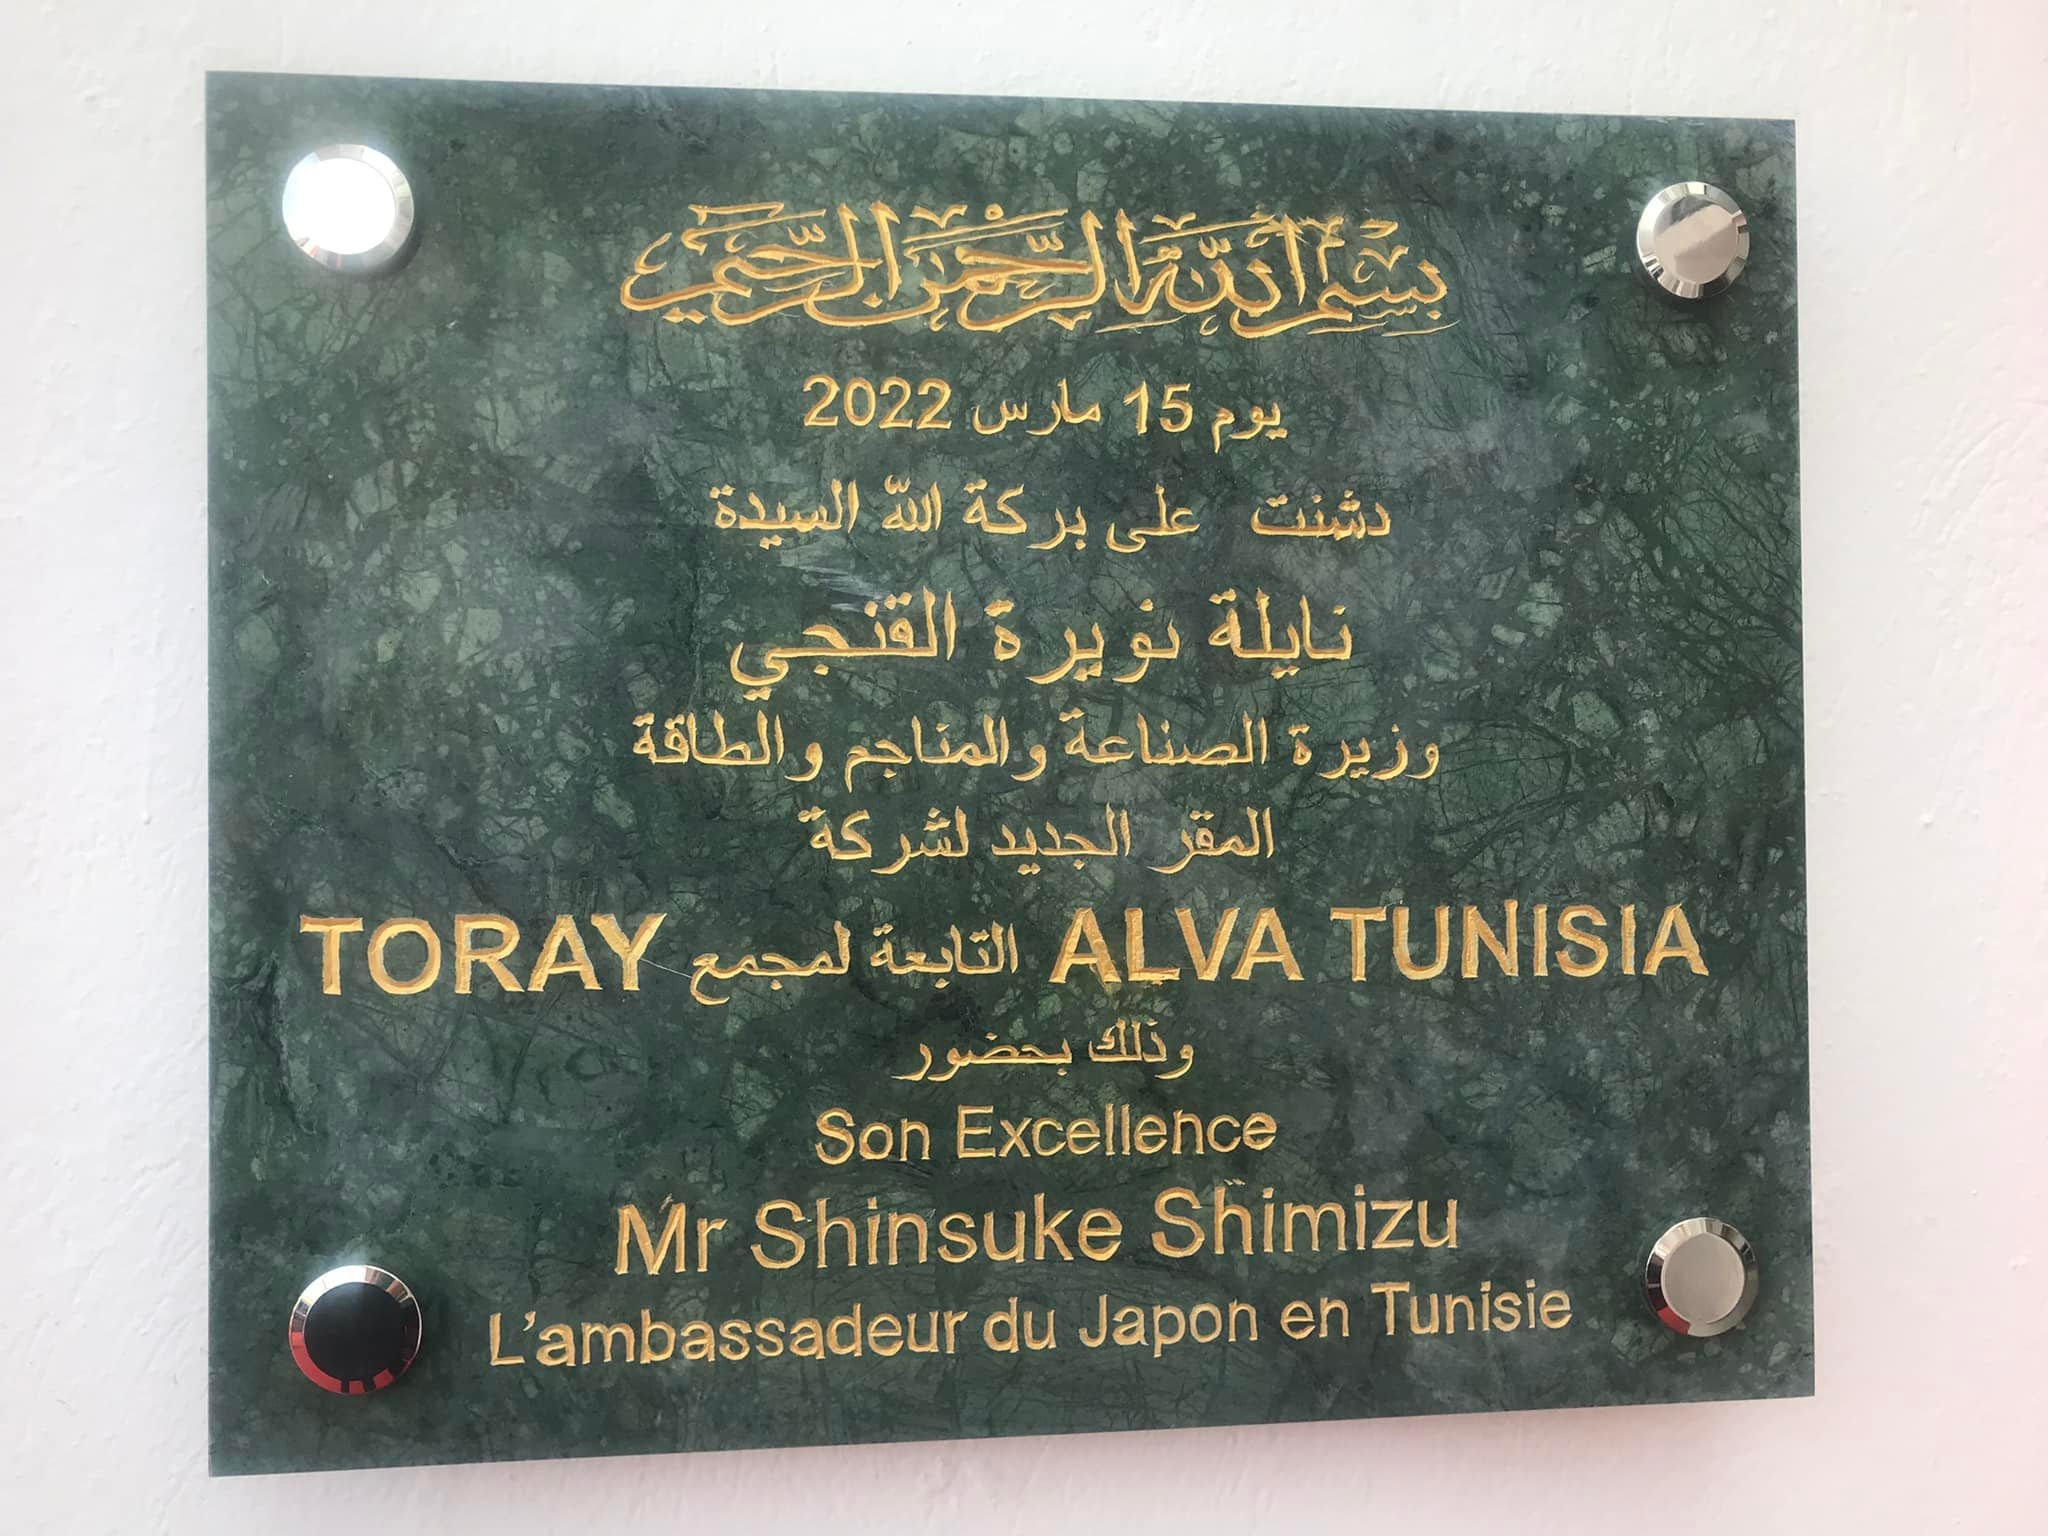 بسم الله الرحمن الرحيم
يوم 15 مارس 2022
دشنت على بركة الله السيدة
نايلة نويرة القنجي
وزيرة الصناعة والمناجم والطاقة
المقر الجديد لشركة
ALVA TUNISIA التابعة لمجمع TORAY
وذلك بحضور
Son Excellence
Mr Shinsuke Shimizu
L'ambassadeur du Japon en Tunisie